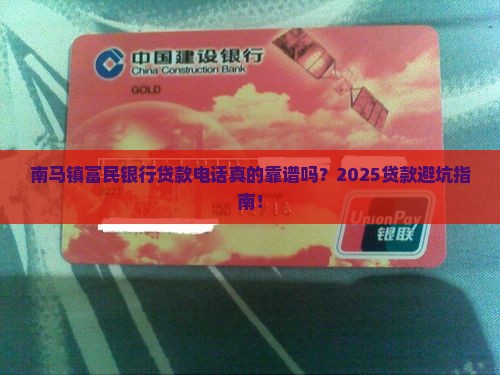 中国建设银行
China Construction Bank
GOLD
南马镇富民银行贷款电话真的靠谱吗？2025贷款避坑指
南！
UnionPay
银联